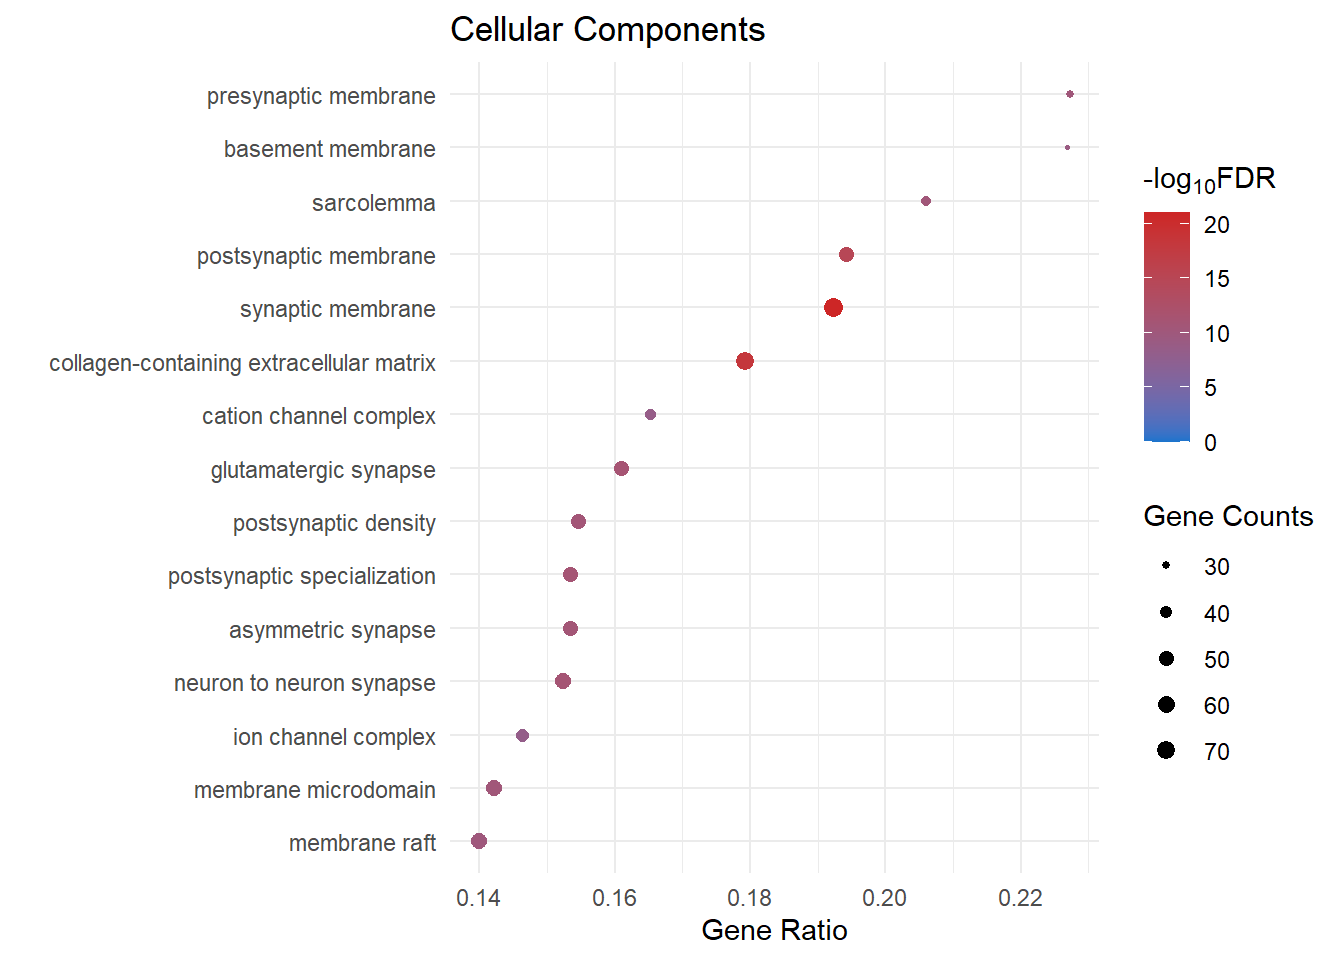 Cellular Components
presynaptic membrane
basement membrane
sarcolemma
postsynaptic membrane
synaptic membrane
collagen-containing extracellular matrix
cation channel complex
glutamatergic synapse
postsynaptic density
postsynaptic specialization
asymmetric synapse
neuron to neuron synapse
ion channel complex
membrane microdomain
membrane raft
0.14 0.16 0.18 0.20 0.22
Gene Ratio
-log₁₀FDR
20
15
10
5
0
Gene Counts
30
40
50
60
70